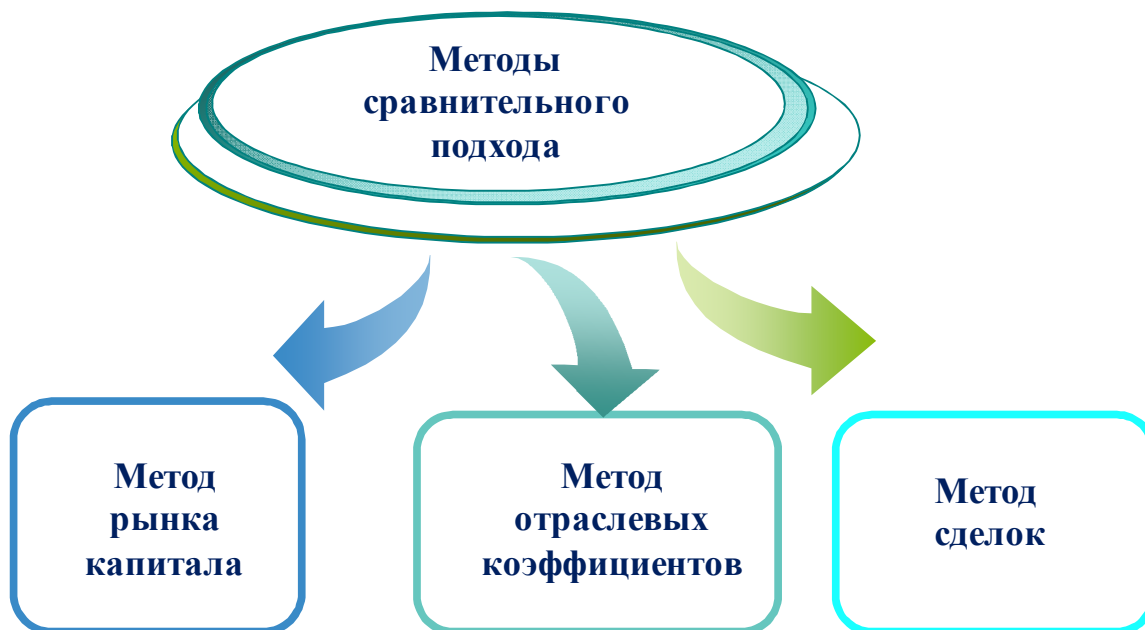 Методы
сравнительного
подхода
Метод
рынка
капитала
Метод
отраслевых
коэффициентов
Метод
сделок